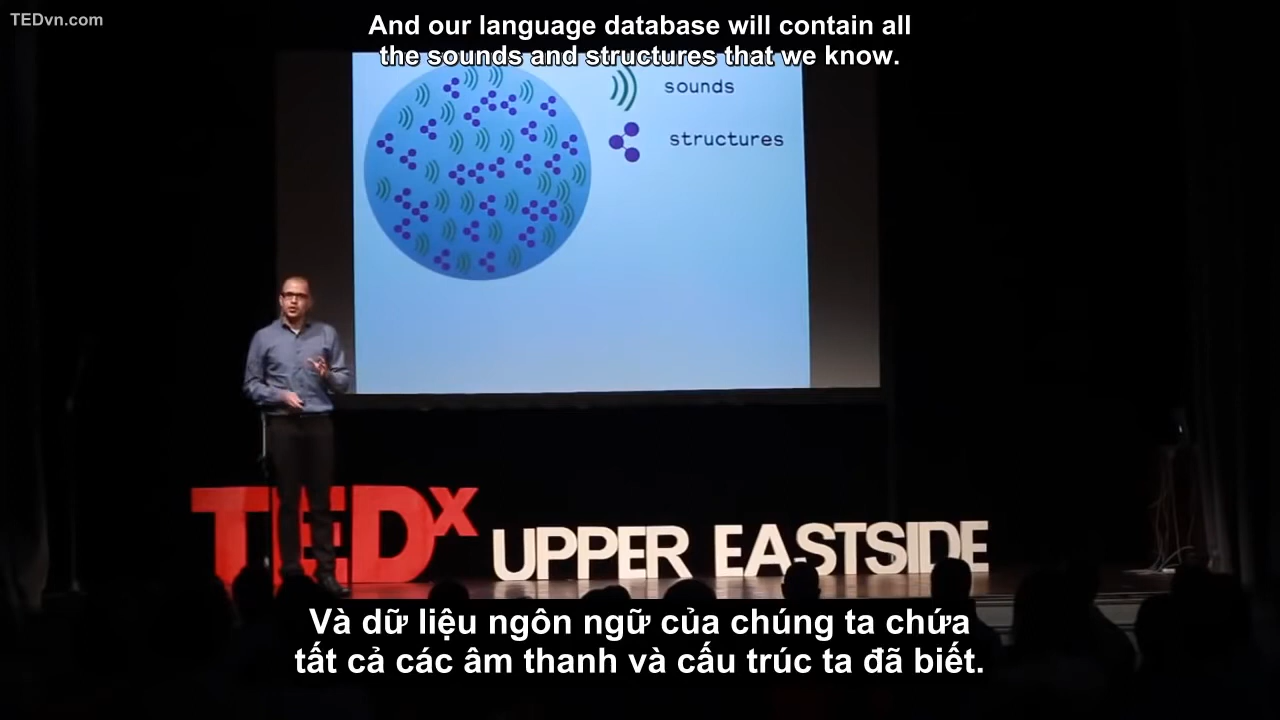 TEDvn.com
And our language database will contain all
the sounds and structures that we know.
sounds
structures
TEDx
UPPER EASTSIDE
Và dữ liệu ngôn ngữ của chúng ta chứa
tất cả các âm thanh và cấu trúc ta đã biết.